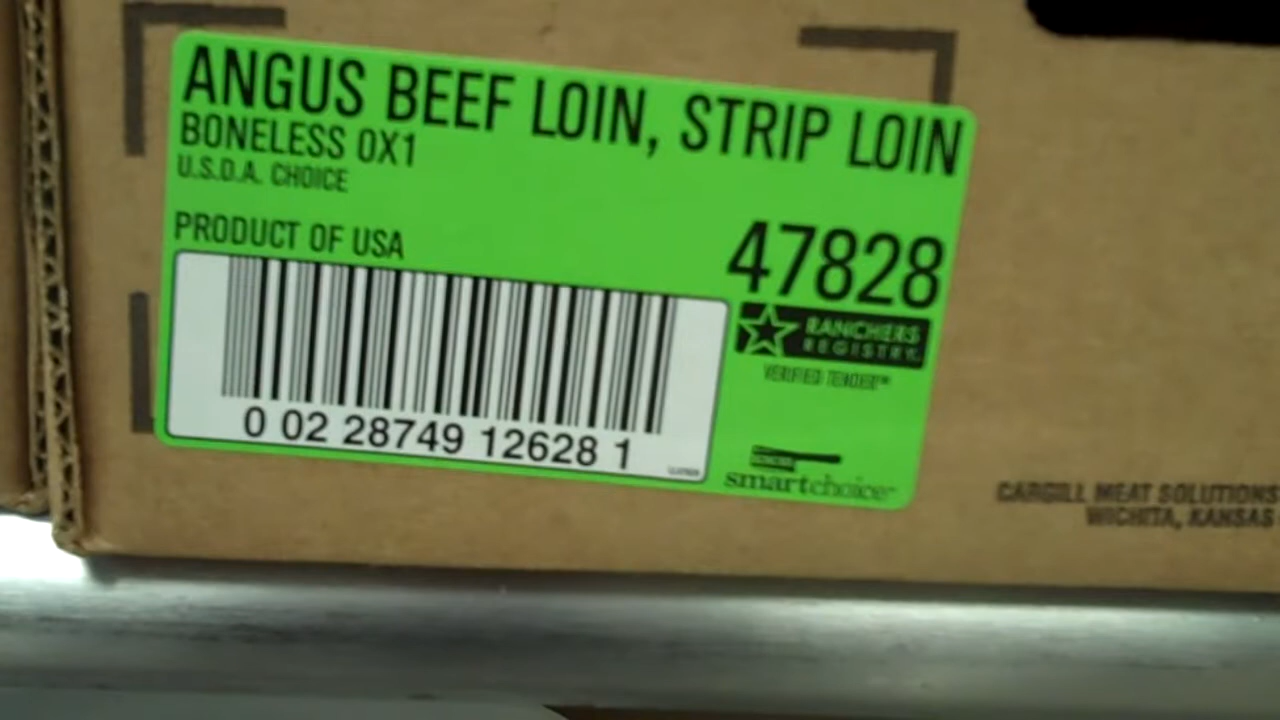 ANGUS BEEF LOIN, STRIP LOIN
BONELESS 0X1
U.S.D.A. CHOICE
PRODUCT OF USA
47828
RANCHERS
REGISTRY
VERIFIED TENDER™
0 02 28749 12628 1
smartchoice
CARGILL MEAT SOLUTIONS
WICHITA, KANSAS